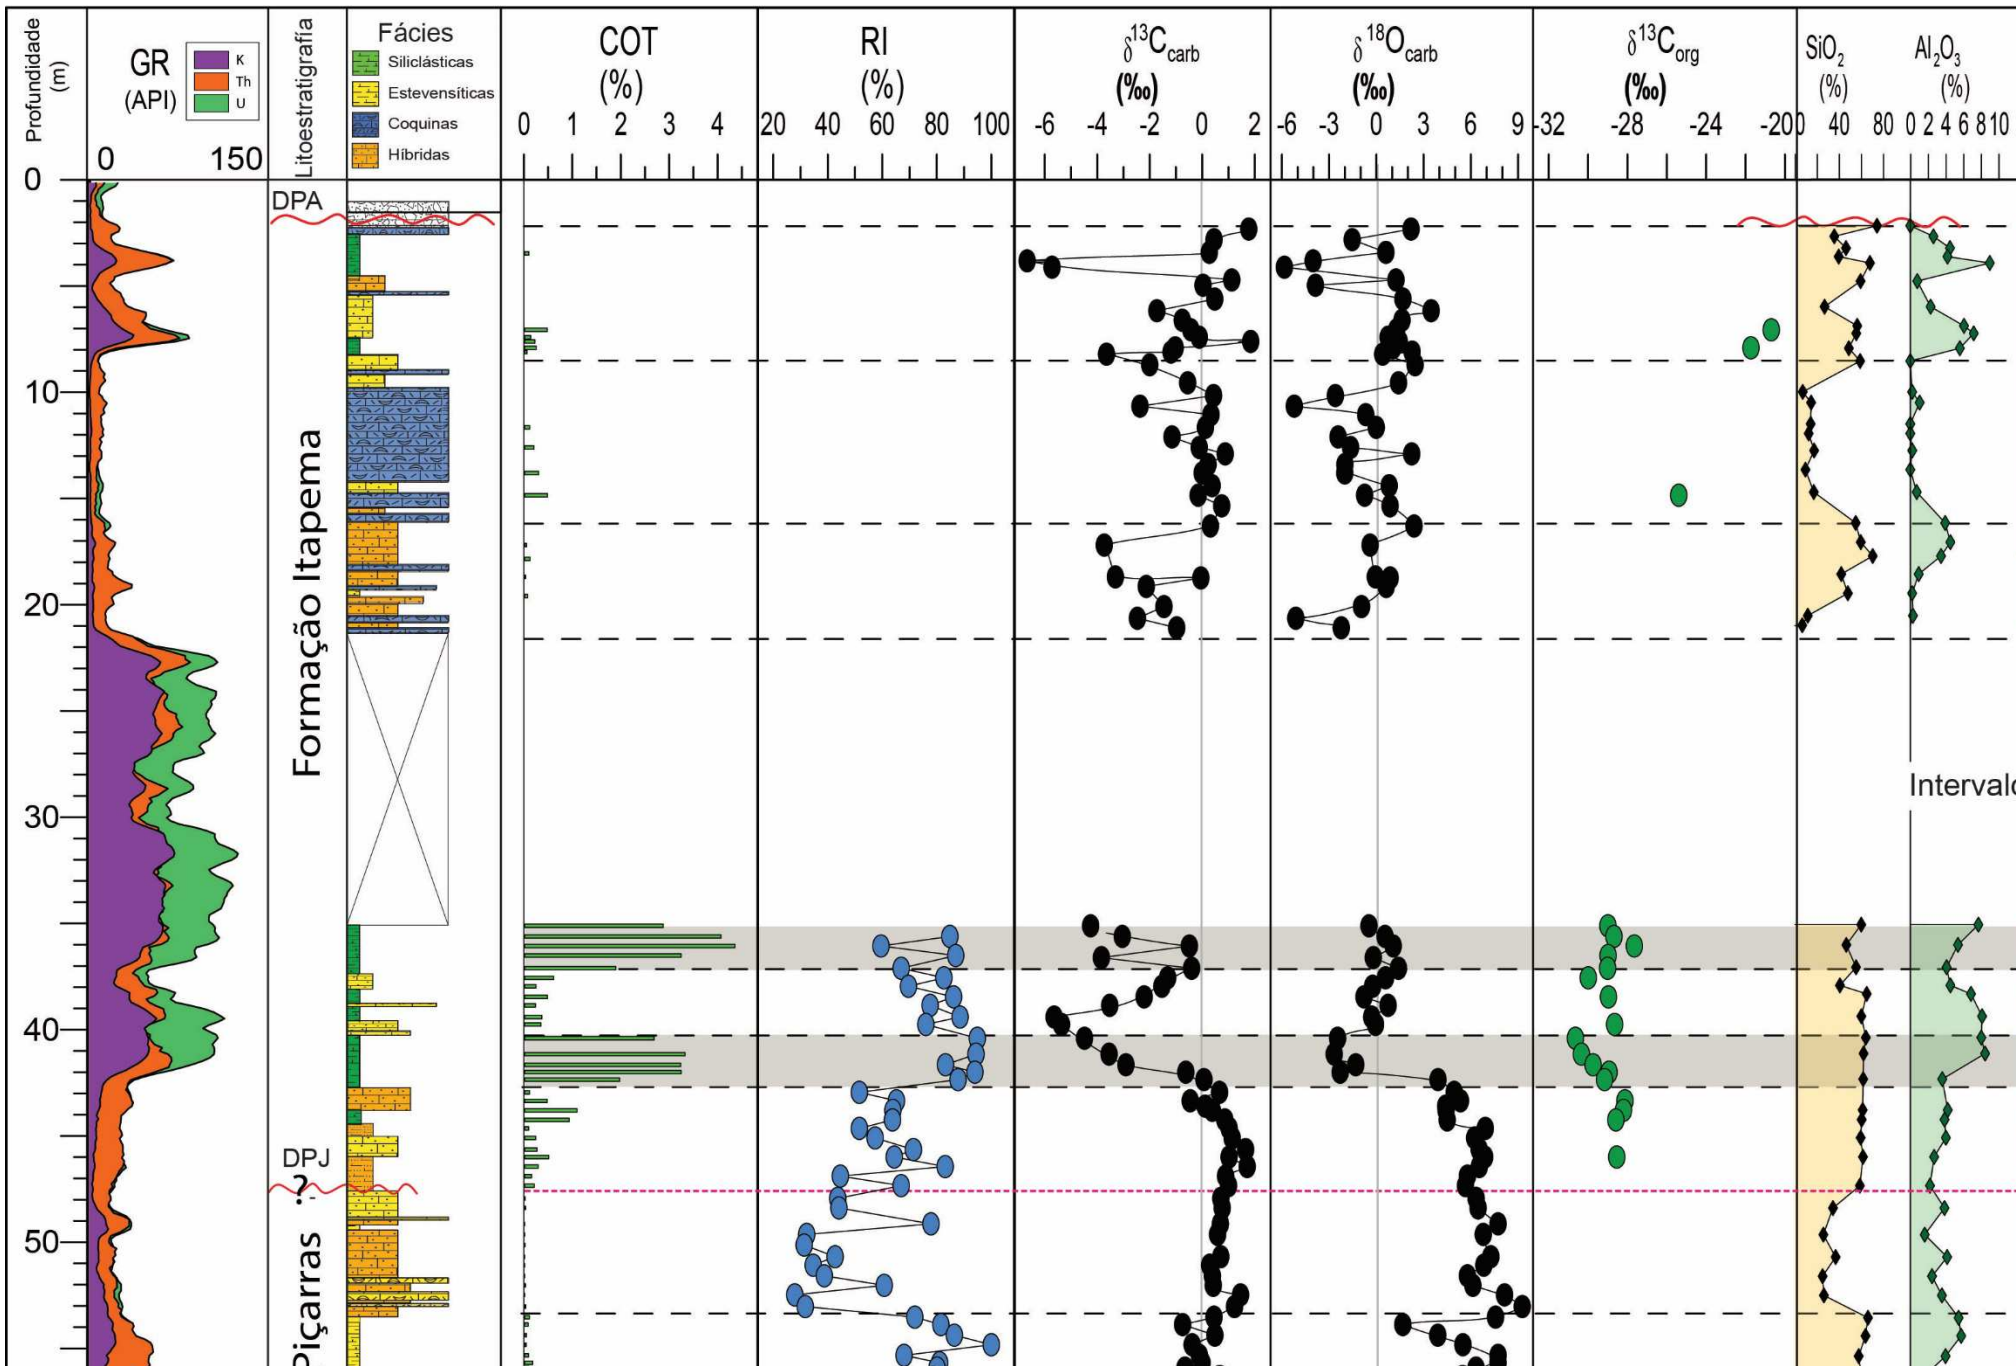 Profundidade
(m)
GR
(API)
K
Th
U
0 150
Litoestratigrafía
Fácies
Siliclásticas
Estevensíticas
Coquinas
Híbridas
COT
(%)
0 1 2 3 4
RI
(%)
20 40 60 80 100
δ¹³Ccarb
(‰)
-6 -4 -2 0 2
δ¹⁸Ocarb
(‰)
-6 -3 0 3 6 9
δ¹³Corg
(‰)
-32 -28 -24 -20
SiO₂
(%)
0 40 80
Al₂O₃
(%)
0 2 4 6 8 10
0
DPA
10
Formação Itapema
20
Intervalo
30
40
DPJ
?
50
Piçarras